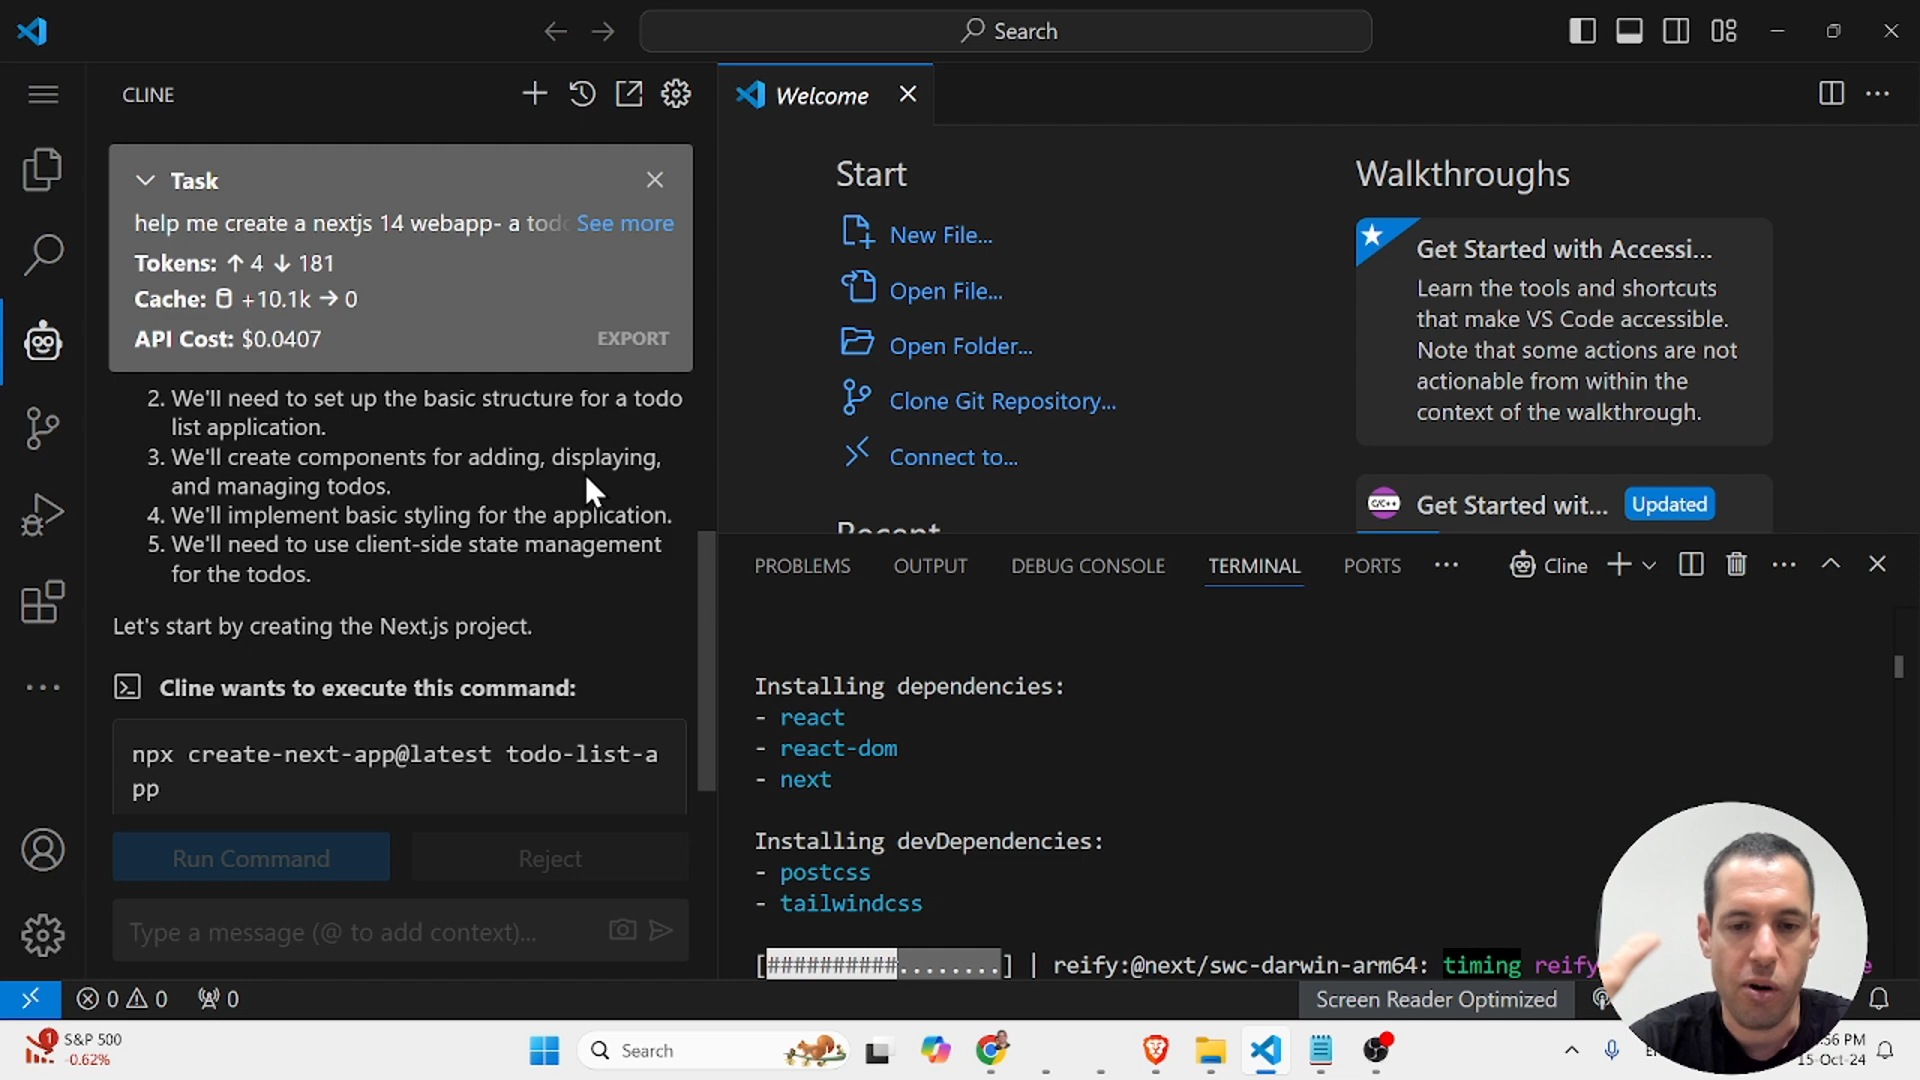 Search
CLINE
Welcome
Task
help me create a nextjs 14 webapp- a todo See more
Tokens: ↑ 4 ↓ 181
Cache: +10.1k → 0
API Cost: $0.0407
EXPORT
2. We'll need to set up the basic structure for a todo
list application.
3. We'll create components for adding, displaying,
and managing todos.
4. We'll implement basic styling for the application.
5. We'll need to use client-side state management
for the todos.
Let's start by creating the Next.js project.
Cline wants to execute this command:
npx create-next-app@latest todo-list-a
pp
Run Command
Reject
Type a message (@ to add context)...
Start
New File...
Open File...
Open Folder...
Clone Git Repository...
Connect to...
Recent
Walkthroughs
Get Started with Accessi...
Learn the tools and shortcuts
that make VS Code accessible.
Note that some actions are not
actionable from within the
context of the walkthrough.
C/C++
Get Started wit... Updated
PROBLEMS OUTPUT DEBUG CONSOLE TERMINAL PORTS ··· Cline
Installing dependencies:
- react
- react-dom
- next
Installing devDependencies:
- postcss
- tailwindcss
[##########........] | reify:@next/swc-darwin-arm64: timing reify
0 0 0
Screen Reader Optimized
1
S&P 500
-0.62%
Search
:56 PM
15-Oct-24